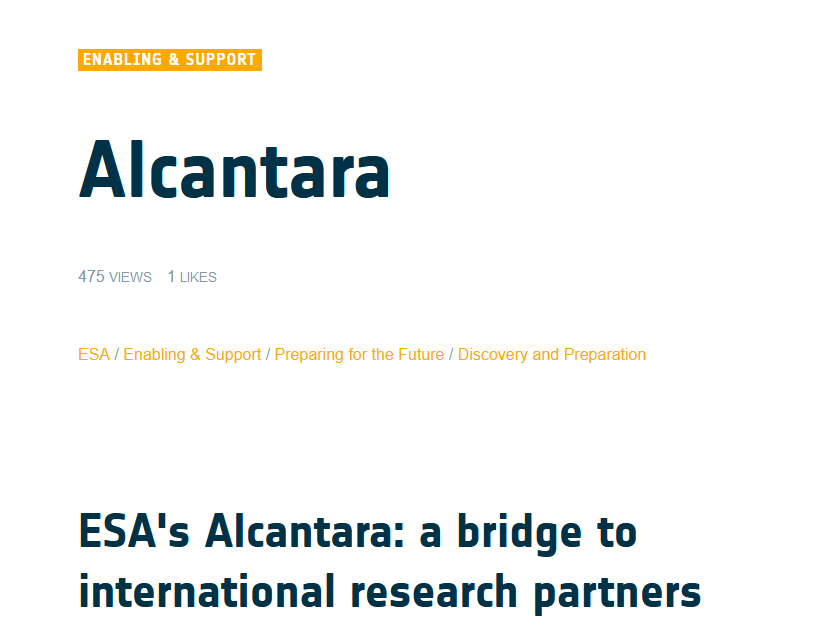 ENABLING & SUPPORT
Alcantara
475 VIEWS 1 LIKES
ESA / Enabling & Support / Preparing for the Future / Discovery and Preparation
ESA's Alcantara: a bridge to
international research partners